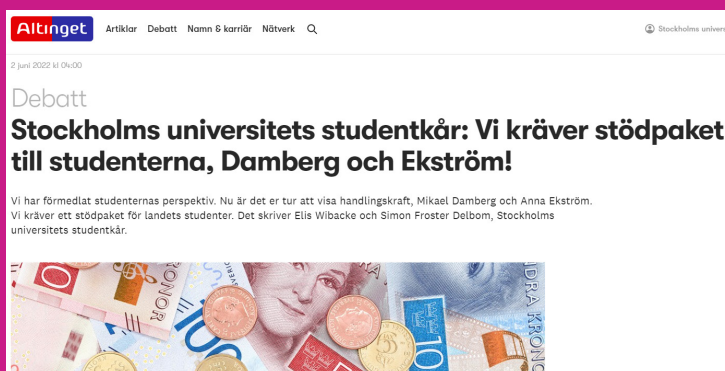 Altinget Artiklar Debatt Namn & karriär Nätverk Stockholms univers
2 juni 2022 kl 04:00
Debatt
Stockholms universitets studentkår: Vi kräver stödpaket
till studenterna, Damberg och Ekström!
Vi har förmedlat studenternas perspektiv. Nu är det er tur att visa handlingskraft, Mikael Damberg och Anna Ekström.
Vi kräver ett stödpaket för landets studenter. Det skriver Elis Wibacke och Simon Froster Delbom, Stockholms
universitets studentkår.
KRONOR
100